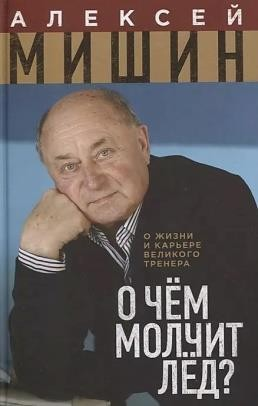 АЛЕКСЕЙ
МИШИН
О ЖИЗНИ
И КАРЬЕРЕ
ВЕЛИКОГО
ТРЕНЕРА
О ЧЁМ
МОЛЧИТ
ЛЁД?